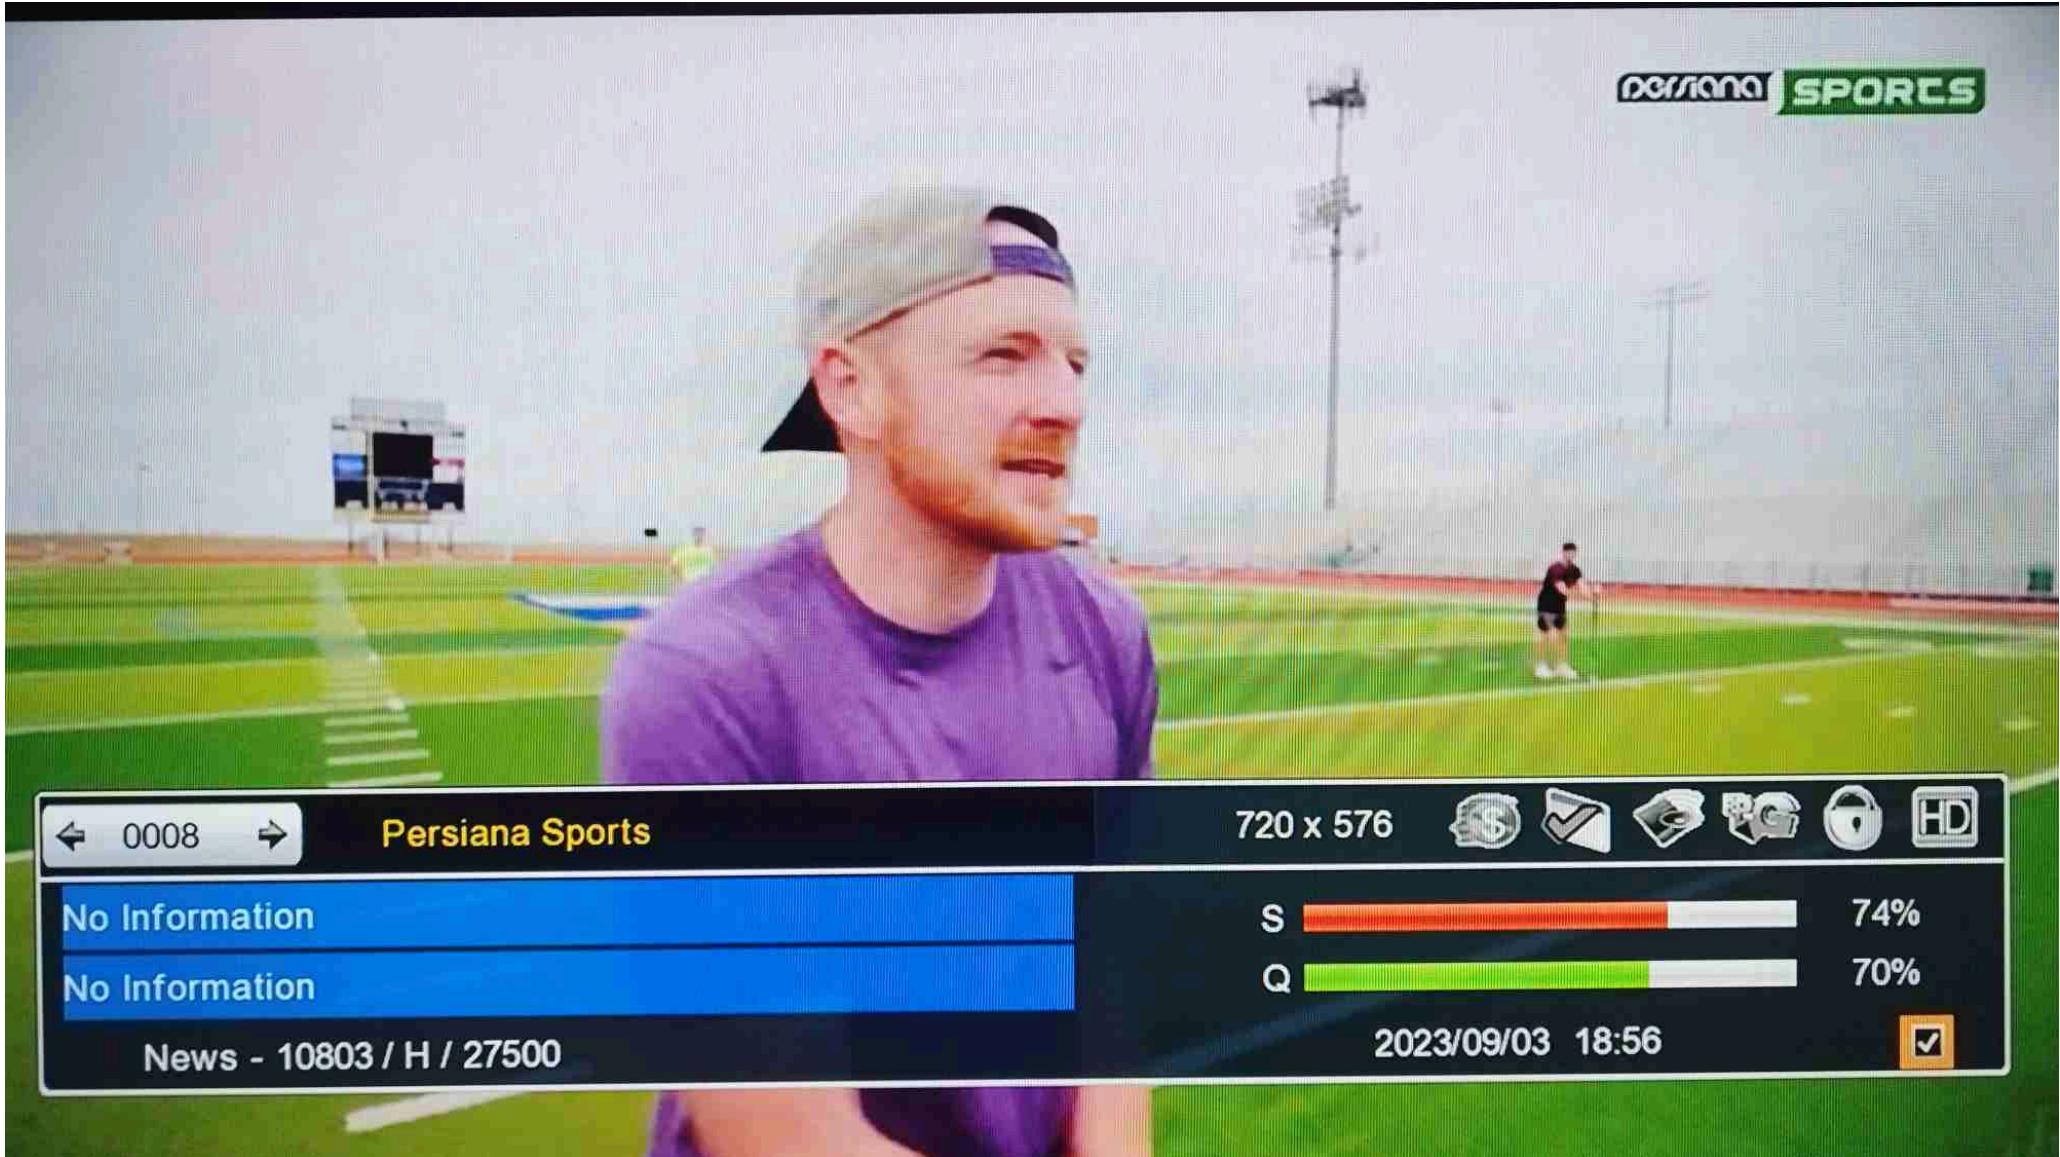 persiana SPORTS
0008
Persiana Sports
720 x 576
$
G
HD
No Information
S
74%
No Information
Q
70%
News - 10803 / H / 27500
2023/09/03 18:56